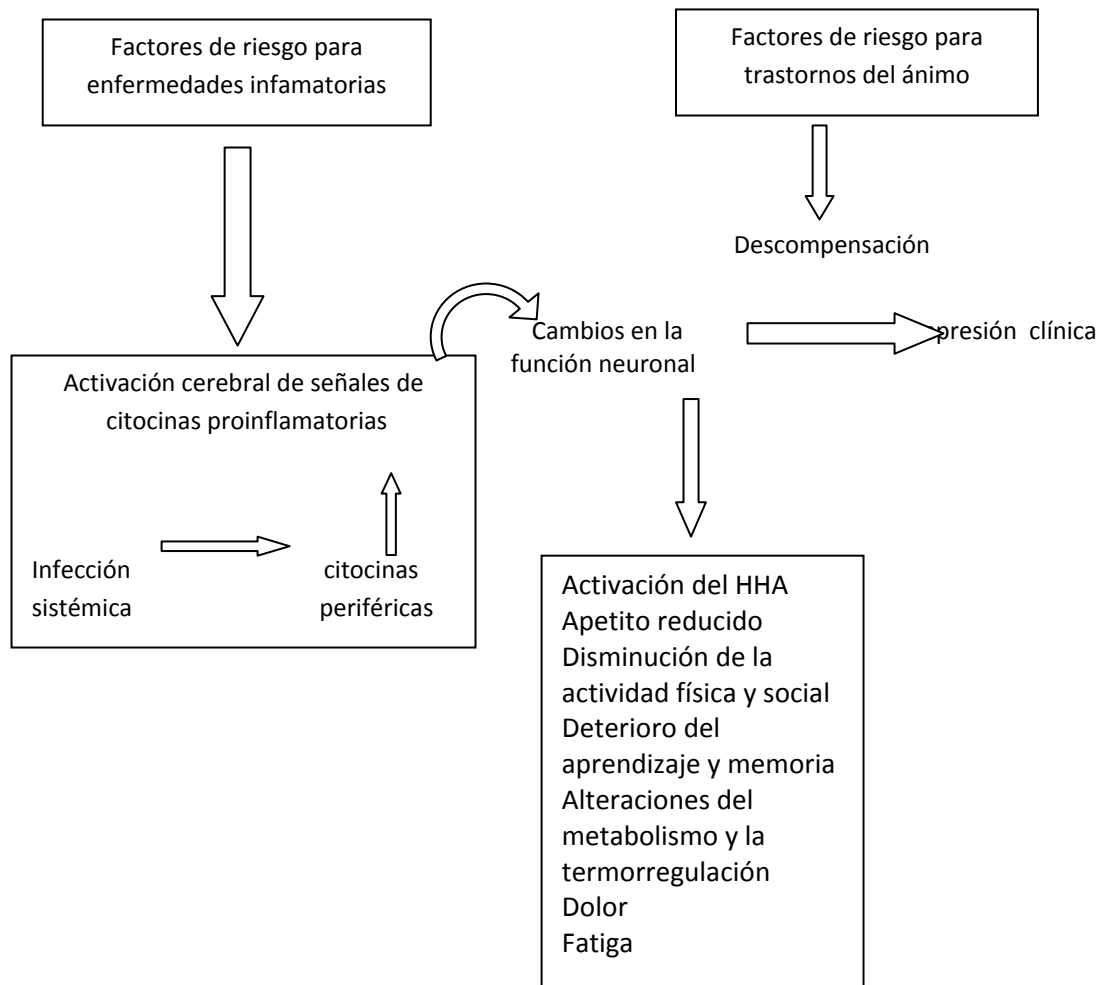 Factores de riesgo para
enfermedades infamatorias
Factores de riesgo para
trastornos del ánimo
Descompensación
Cambios en la
función neuronal
presión clínica
Activación cerebral de señales de
citocinas proinflamatorias
Infección
sistémica
citocinas
periféricas
Activación del HHA
Apetito reducido
Disminución de la
actividad física y social
Deterioro del
aprendizaje y memoria
Alteraciones del
metabolismo y la
termorregulación
Dolor
Fatiga